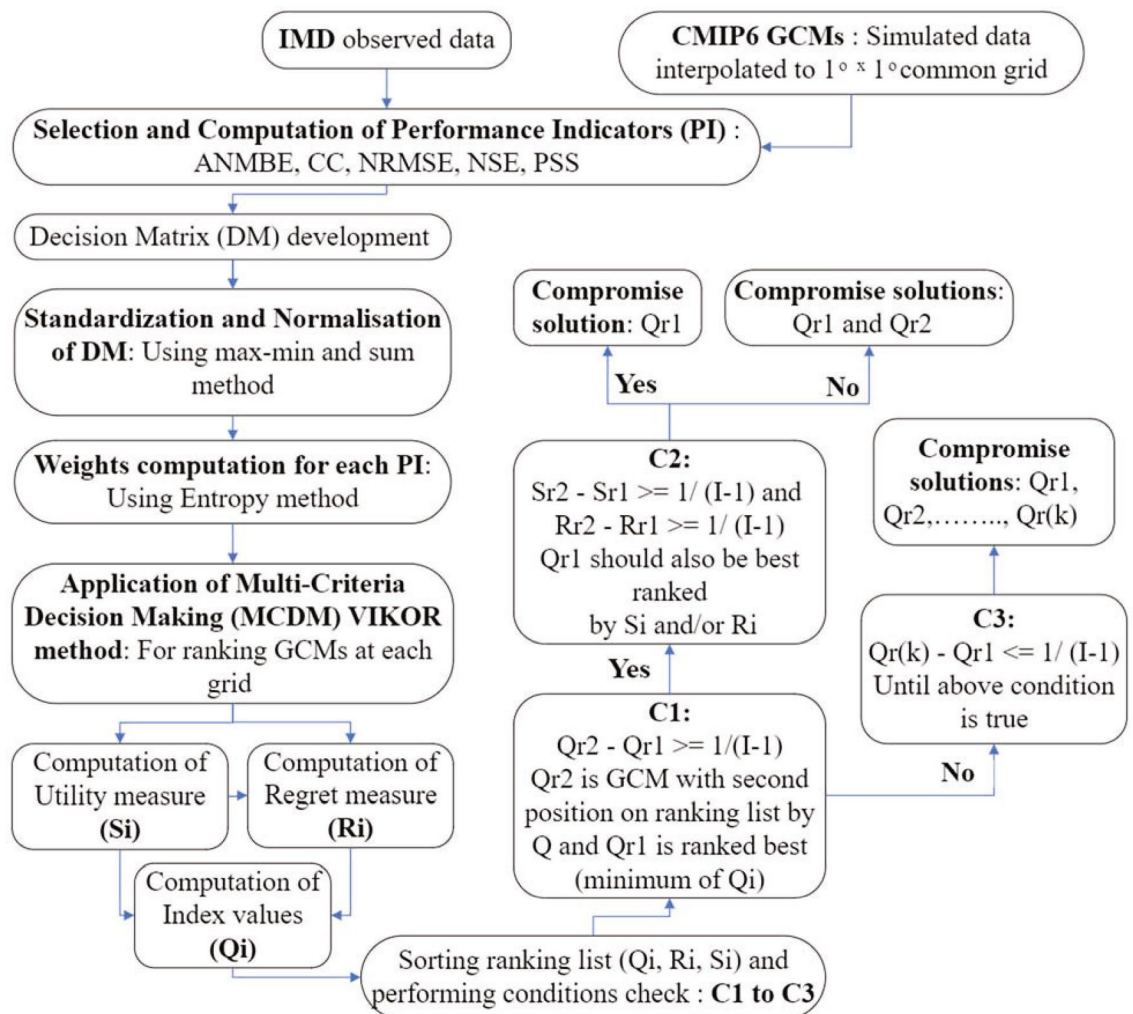 IMD observed data
CMIP6 GCMs : Simulated data
interpolated to 1° x 1° common grid
Selection and Computation of Performance Indicators (PI) :
ANMBE, CC, NRMSE, NSE, PSS
Decision Matrix (DM) development
Standardization and Normalisation
of DM: Using max-min and sum
method
Weights computation for each PI:
Using Entropy method
Application of Multi-Criteria
Decision Making (MCDM) VIKOR
method: For ranking GCMs at each
grid
Computation of
Utility measure
(Si)
Computation of
Regret measure
(Ri)
Computation of
Index values
(Qi)
Sorting ranking list (Qi, Ri, Si) and
performing conditions check : C1 to C3
C1:
Qr2 - Qr1 >= 1/(I-1)
Qr2 is GCM with second
position on ranking list by
Q and Qr1 is ranked best
(minimum of Qi)
Yes
No
C2:
Sr2 - Sr1 >= 1/ (I-1) and
Rr2 - Rr1 >= 1/ (I-1)
Qr1 should also be best
ranked
by Si and/or Ri
Yes
No
Compromise
solution: Qr1
Compromise solutions:
Qr1 and Qr2
C3:
Qr(k) - Qr1 <= 1/ (I-1)
Until above condition
is true
Compromise
solutions: Qr1,
Qr2,…….., Qr(k)